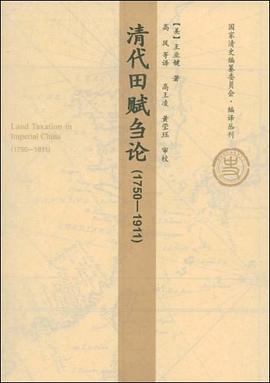 国家清史编纂委员会·编译丛刊
[美]王业键 著
高风等译 高王凌 黄莹珏 审校
清代田赋刍论
(1750—1911)
Land Taxation in
Imperial China
(1750—1911)